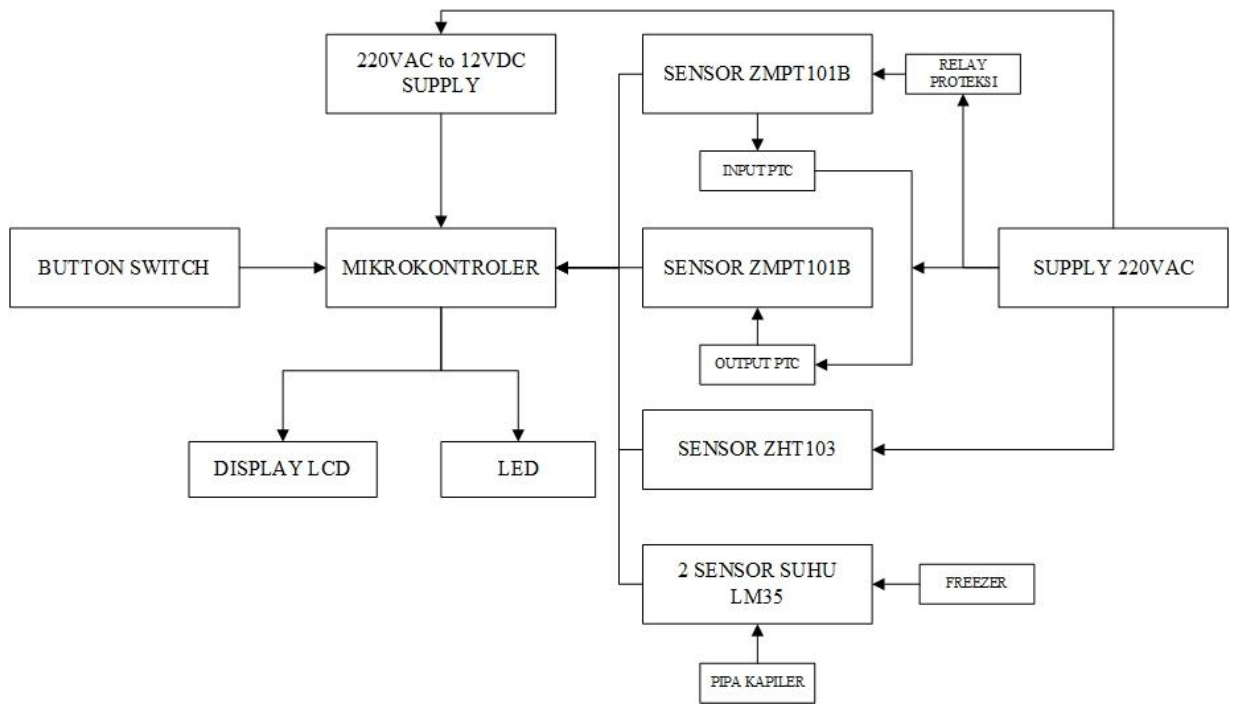 220VAC to 12VDC
SUPPLY
SENSOR ZMPT101B
RELAY
PROTEKSI
INPUT PTC
BUTTON SWITCH
MIKROKONTROLER
SENSOR ZMPT101B
SUPPLY 220VAC
OUTPUT PTC
DISPLAY LCD
LED
SENSOR ZHT103
2 SENSOR SUHU
LM35
FREEZER
PIPA KAPILER